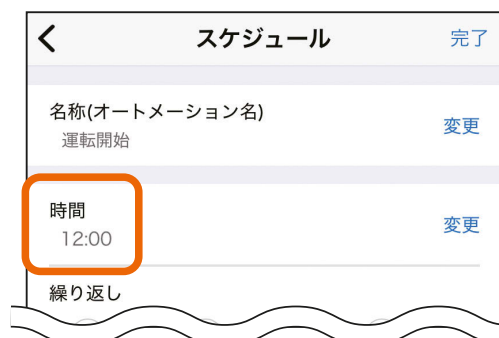 スケジュール
完了
名称(オートメーション名)
運転開始
変更
時間
12:00
変更
繰り返し